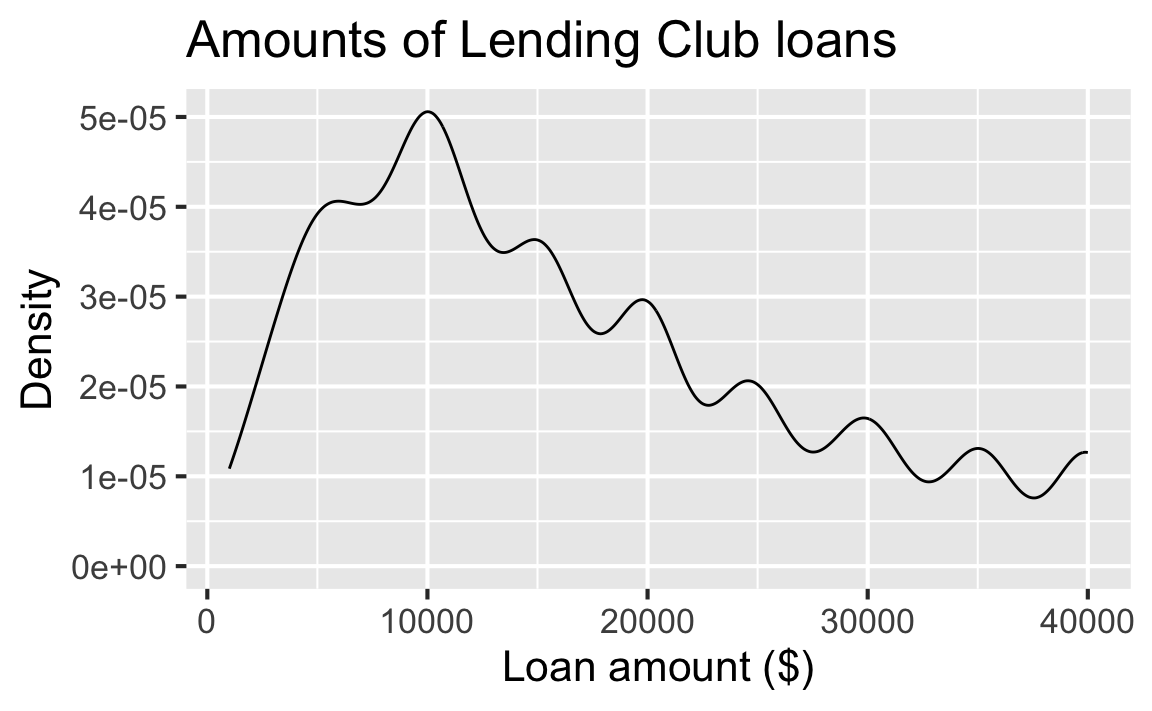 Amounts of Lending Club loans
5e-05
4e-05
3e-05
2e-05
1e-05
0e+00
Density
0
10000
20000
30000
40000
Loan amount ($)